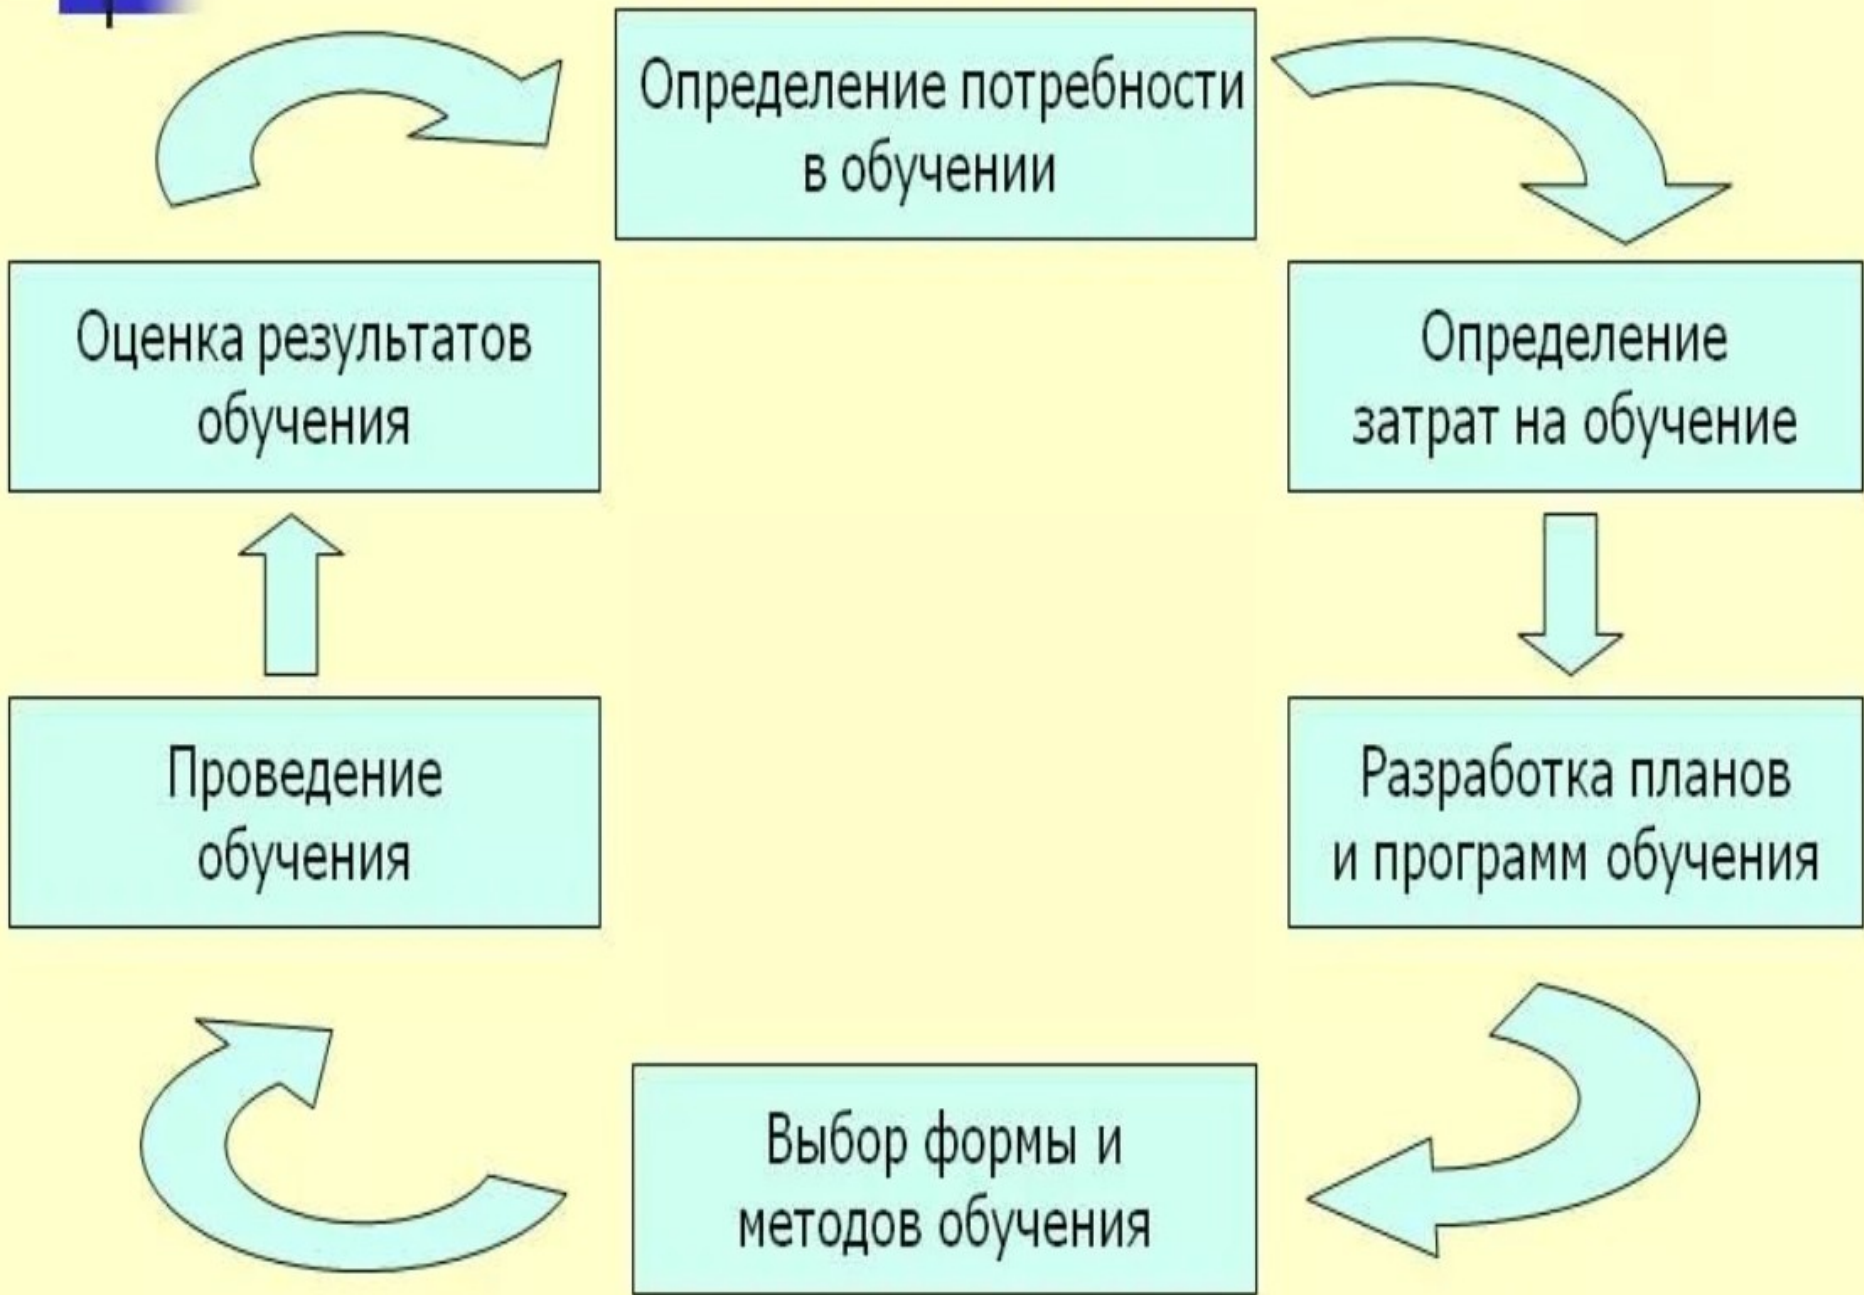 Определение потребности
в обучении
Определение
затрат на обучение
Разработка планов
и программ обучения
Выбор формы и
методов обучения
Проведение
обучения
Оценка результатов
обучения